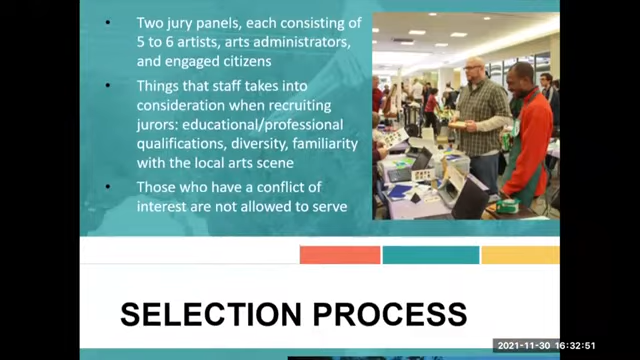 • Two jury panels, each consisting of
5 to 6 artists, arts administrators,
and engaged citizens
• Things that staff takes into
consideration when recruiting
jurors: educational/professional
qualifications, diversity, familiarity
with the local arts scene
• Those who have a conflict of
interest are not allowed to serve
SELECTION PROCESS
2021-11-30 16:32:51